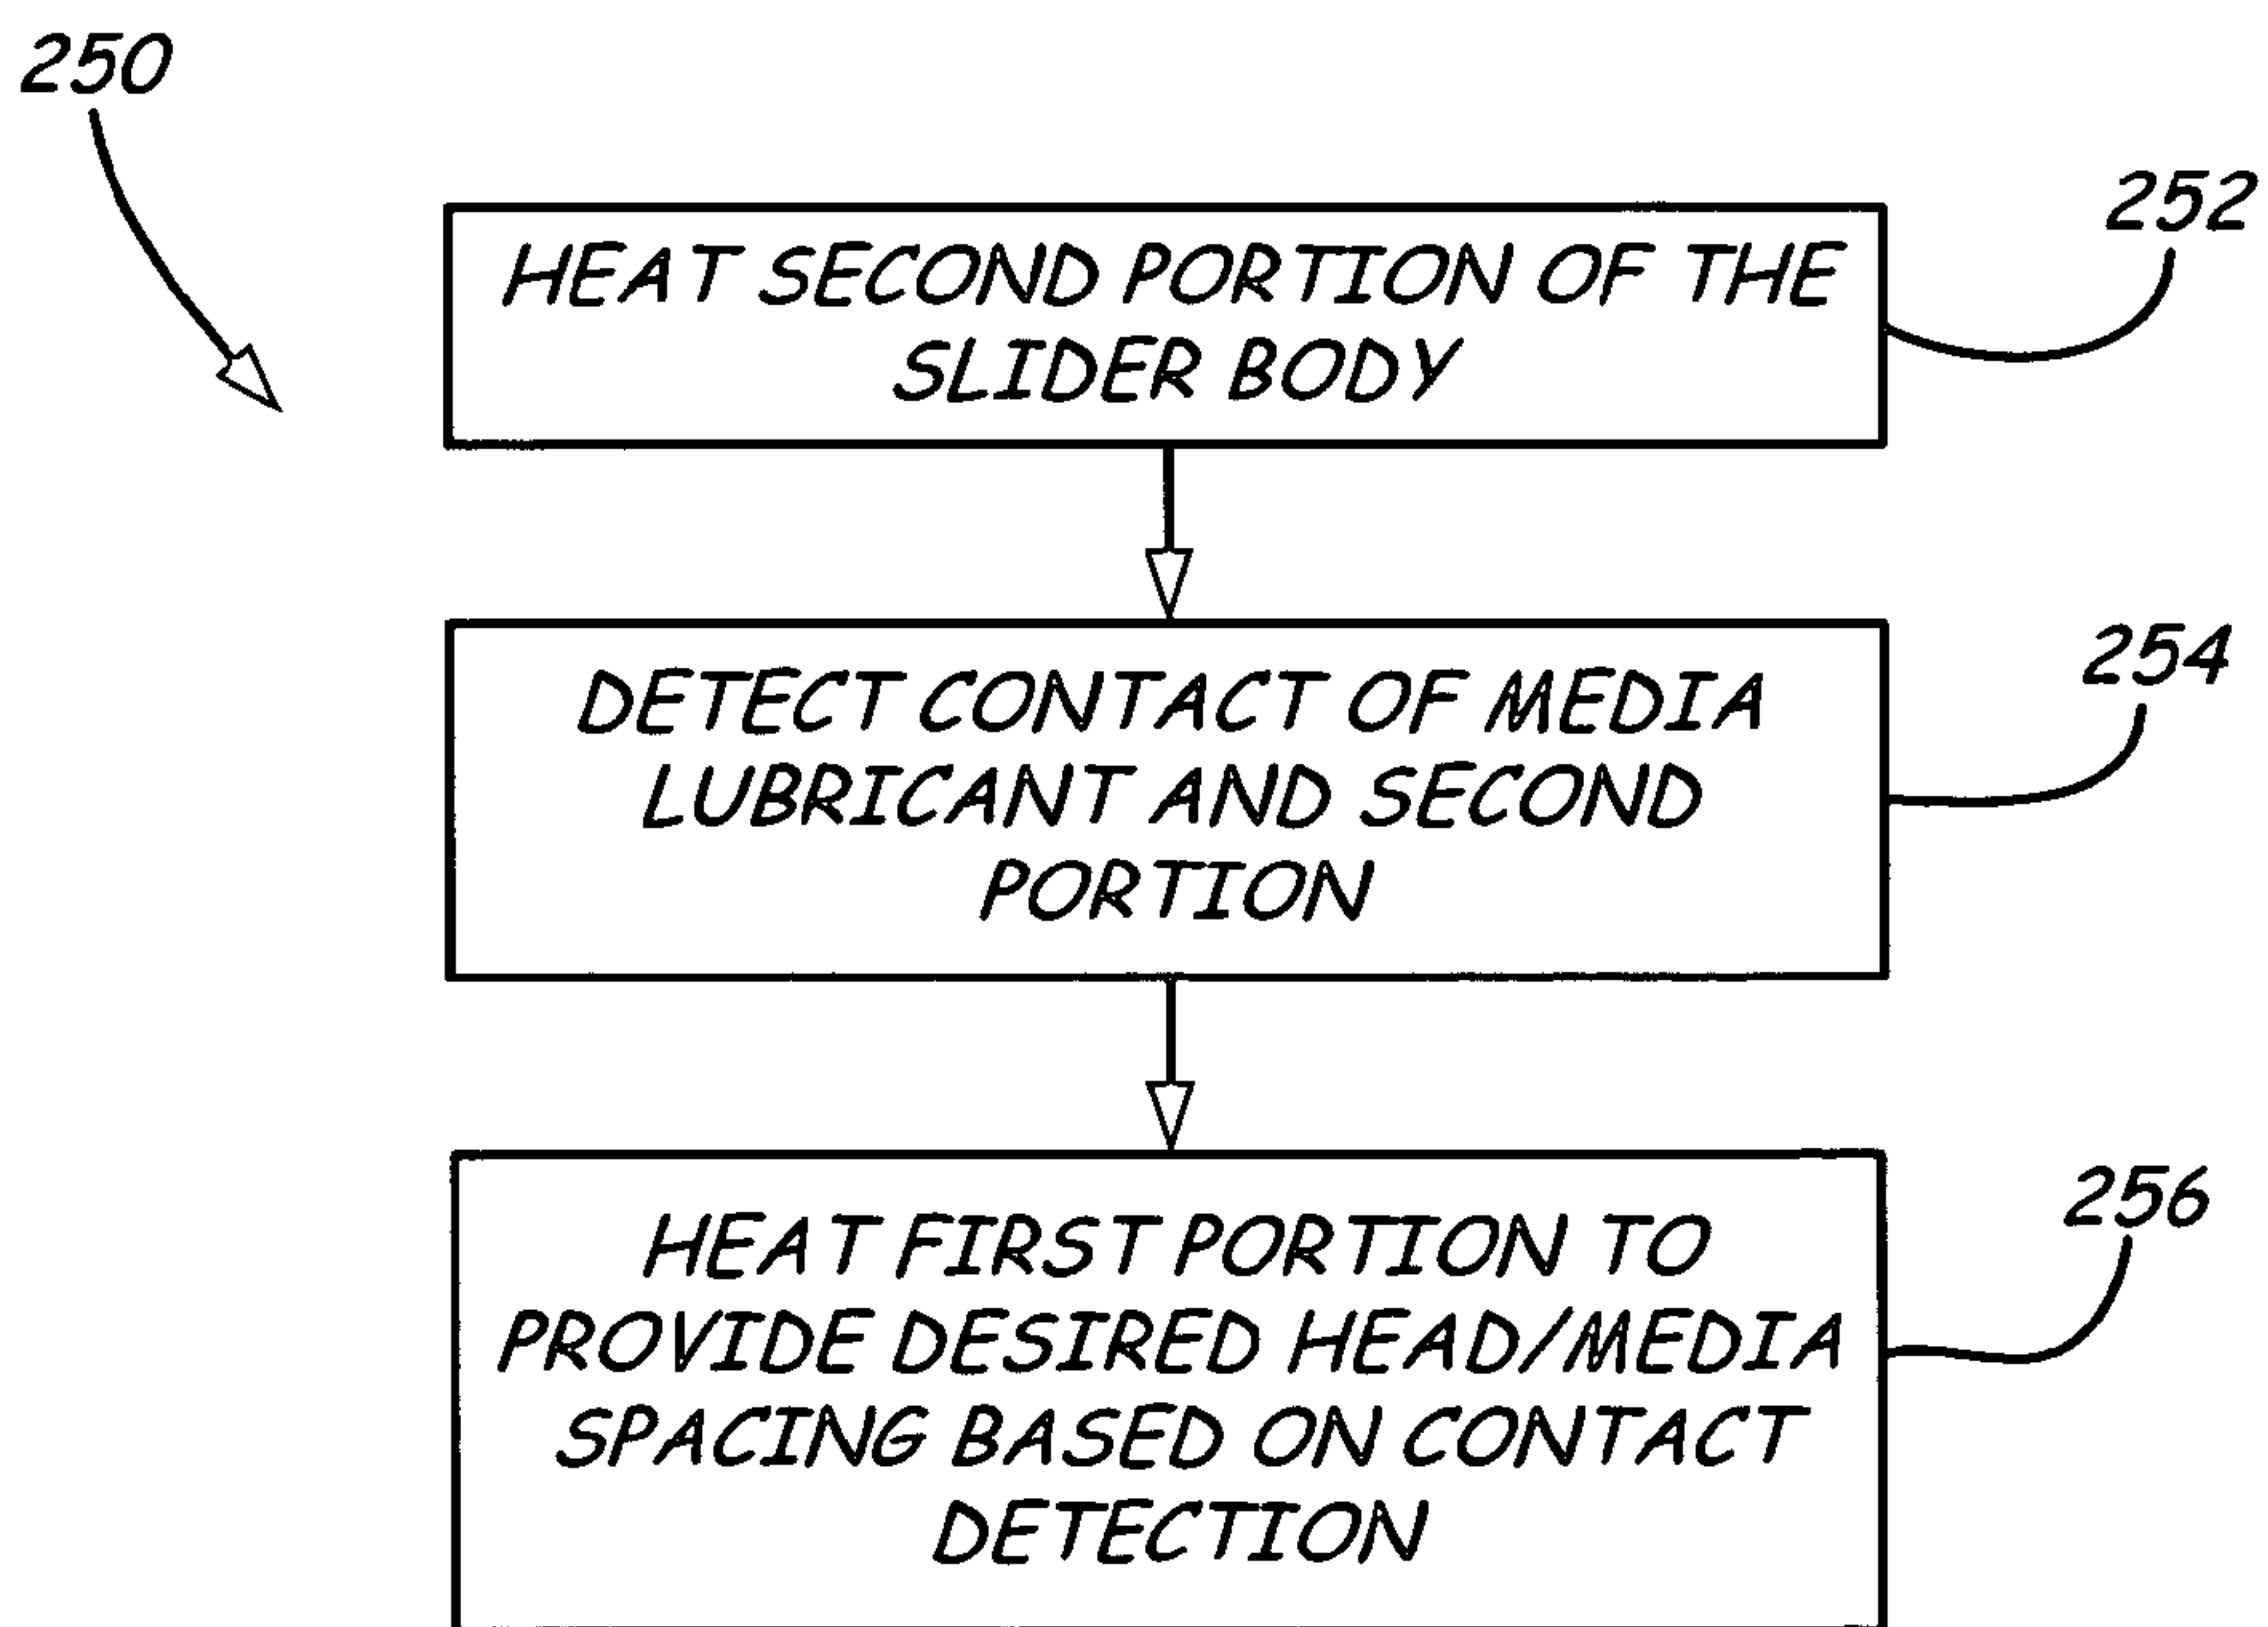 250
252
HEAT SECOND PORTION OF THE
SLIDER BODY
254
DETECT CONTACT OF MEDIA
LUBRICANT AND SECOND
PORTION
256
HEAT FIRST PORTION TO
PROVIDE DESIRED HEAD/MEDIA
SPACING BASED ON CONTACT
DETECTION